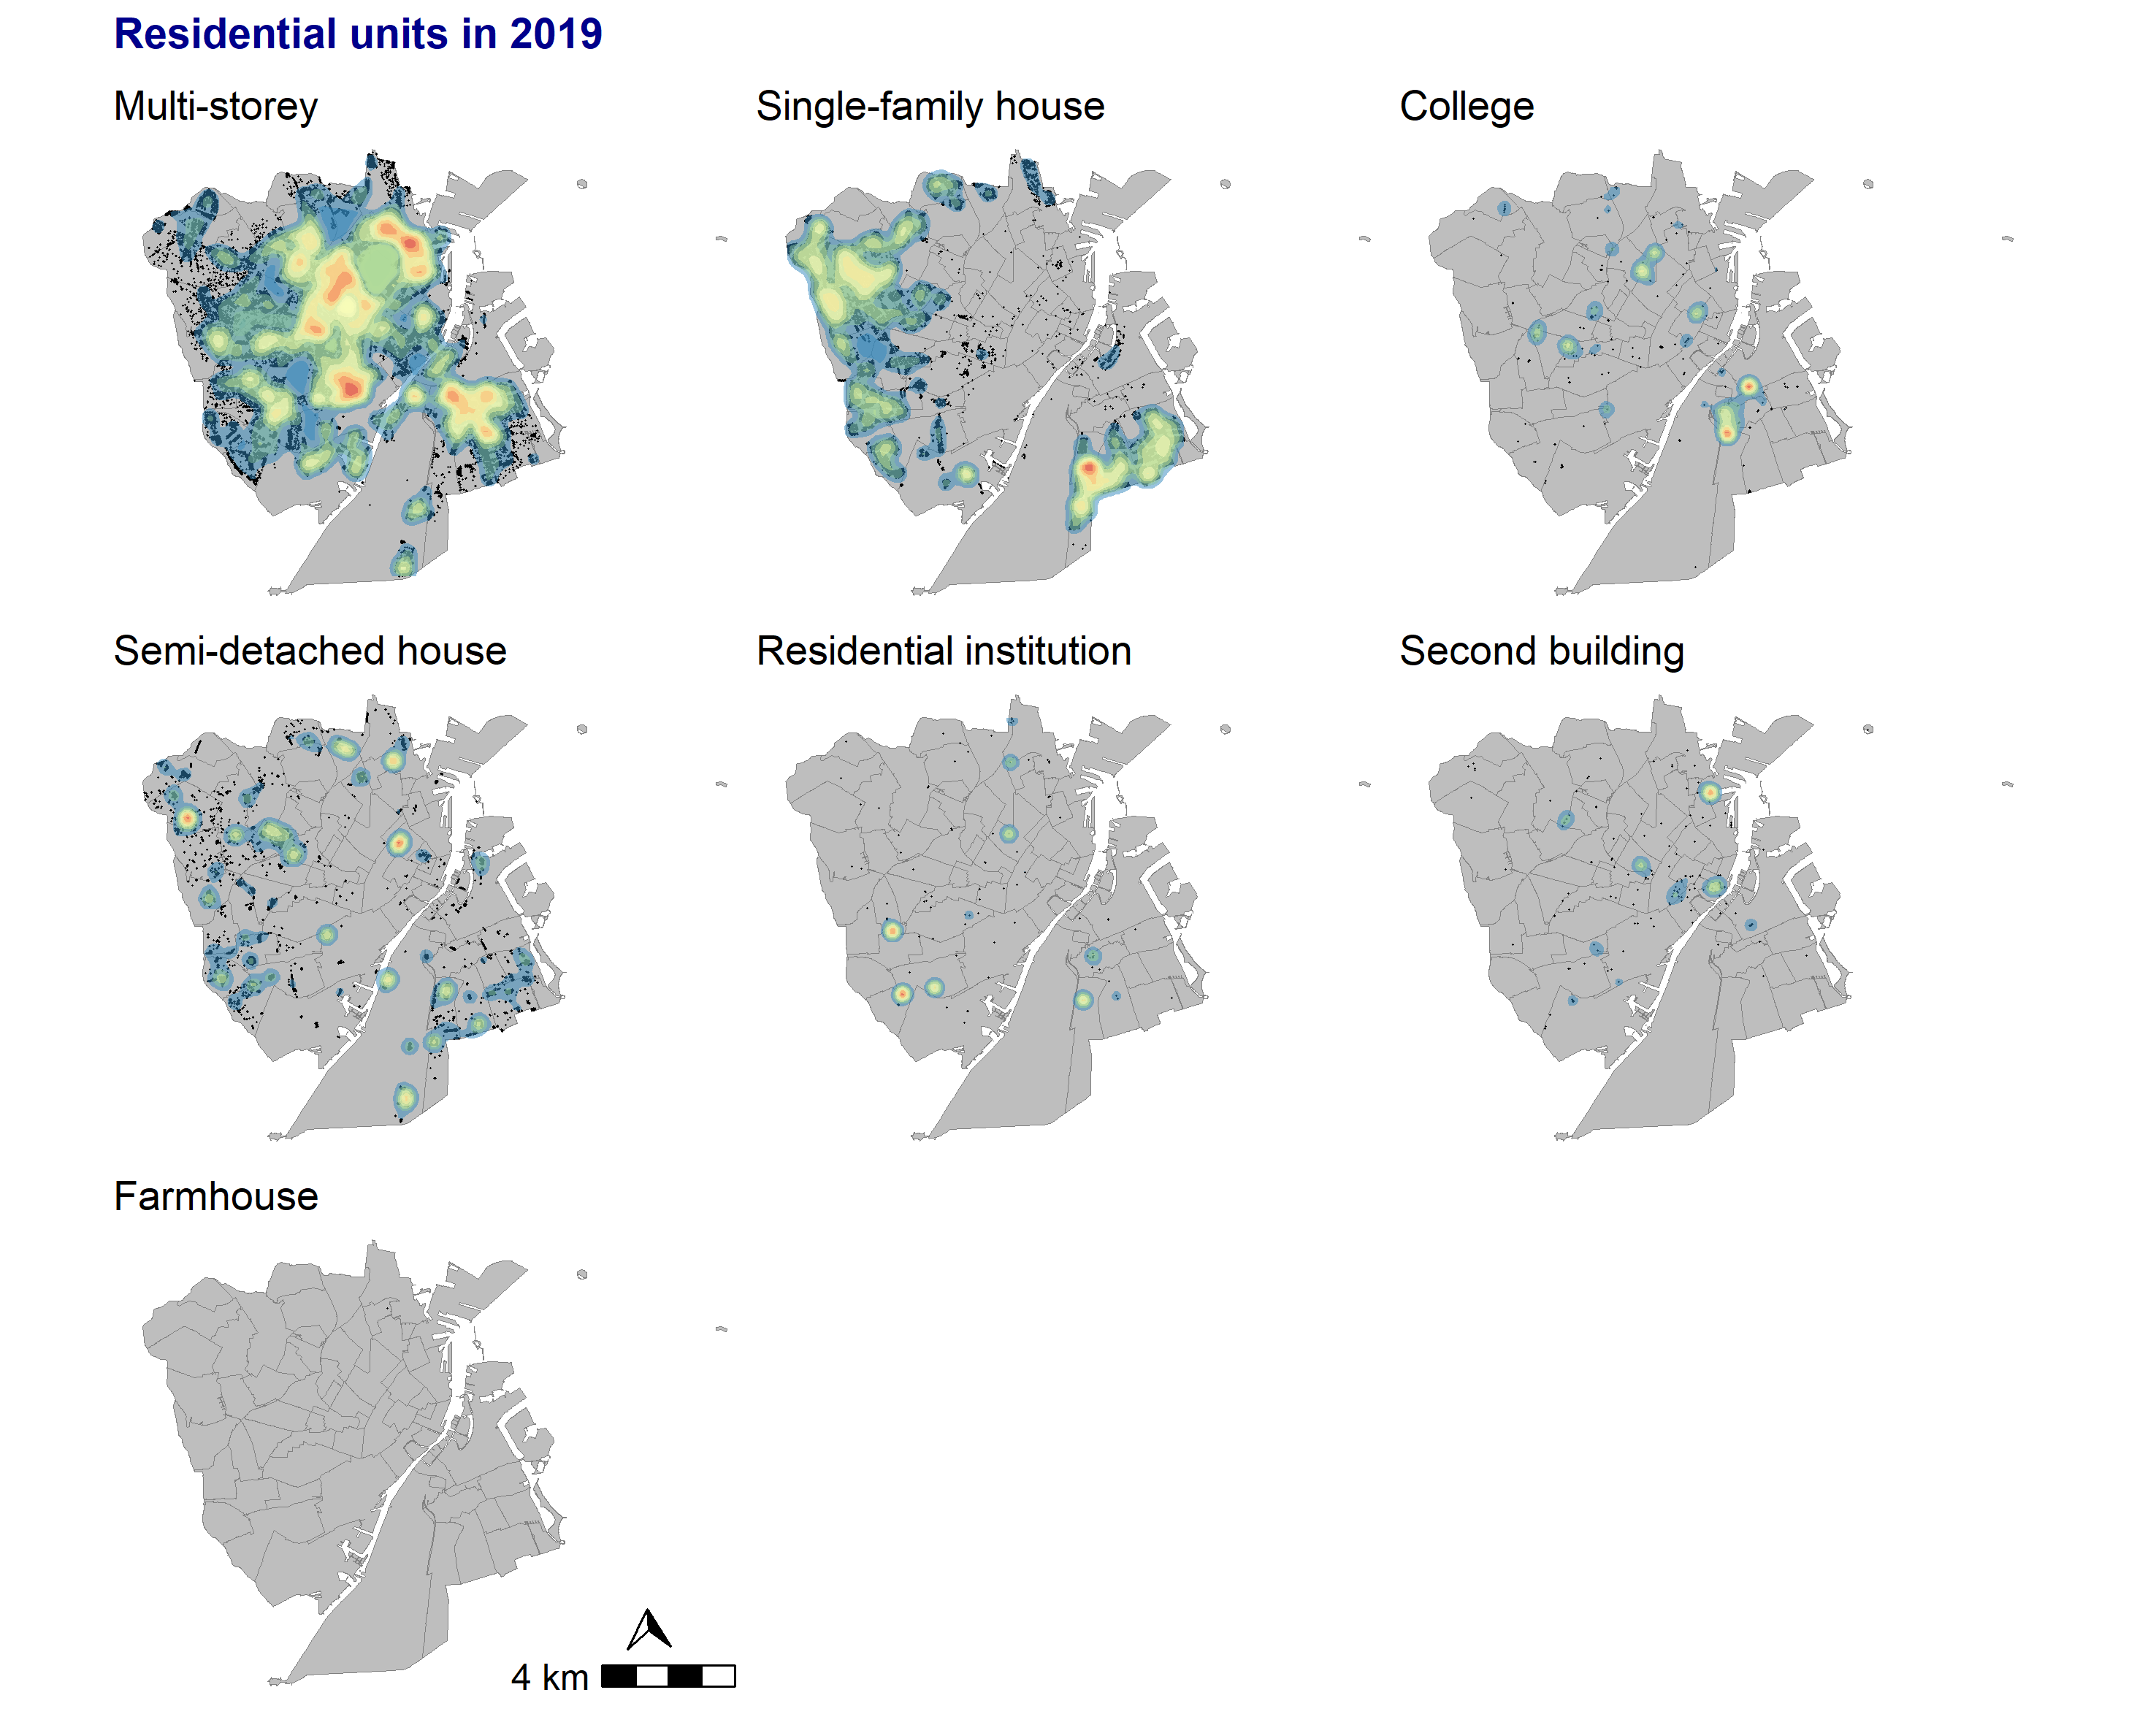 Residential units in 2019
Multi-storey
Single-family house
College
Semi-detached house
Residential institution
Second building
Farmhouse
4 km